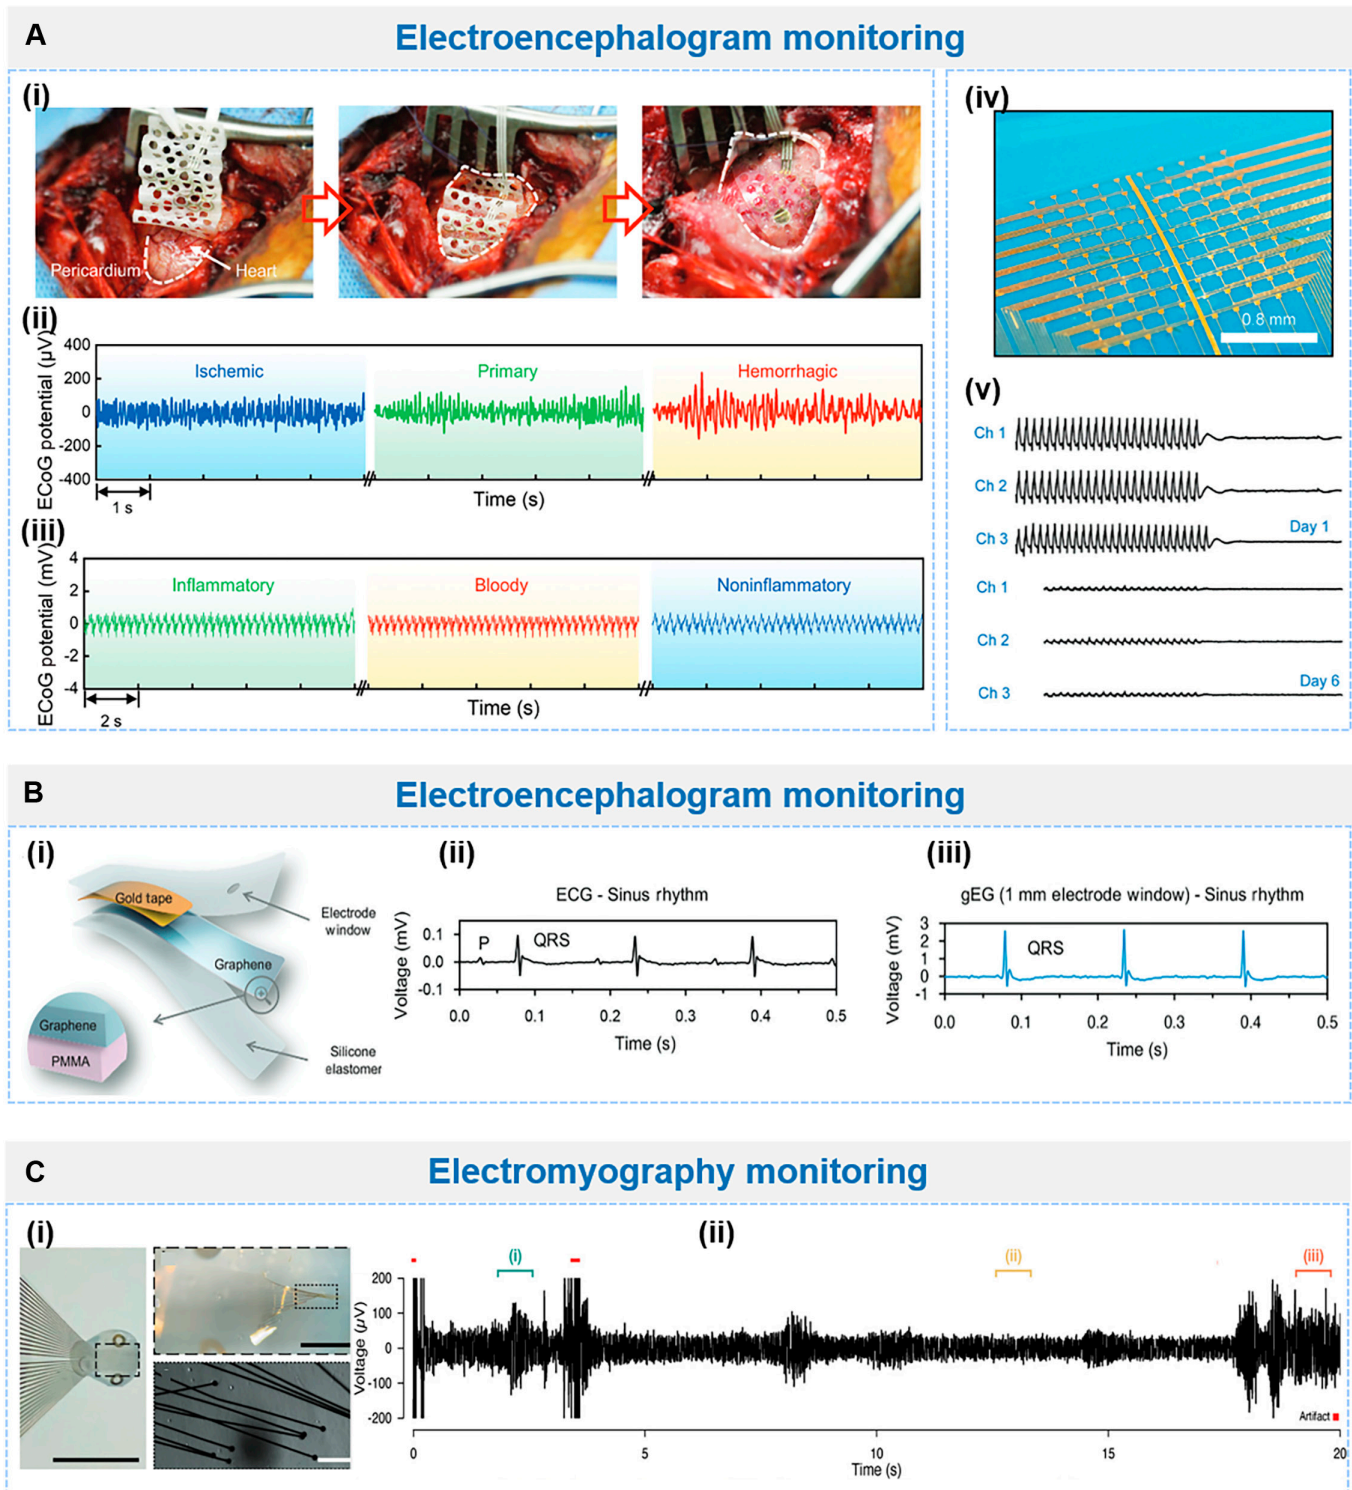 A
Electroencephalogram monitoring
(i)
Pericardium
Heart
(ii)
ECoG potential (µV)
400
200
0
-200
-400
Ischemic
Primary
Hemorrhagic
1 s
Time (s)
(iii)
ECoG potential (mV)
4
2
0
-2
-4
Inflammatory
Bloody
Noninflammatory
2 s
Time (s)
(iv)
0.8 mm
(v)
Ch 1
Ch 2
Ch 3
Day 1
Ch 1
Ch 2
Ch 3
Day 6
B
Electroencephalogram monitoring
(i)
Gold tape
Electrode
window
Graphene
Graphene
PMMA
Silicone
elastomer
(ii)
ECG - Sinus rhythm
Voltage (mV)
0.1
0.0
-0.1
P
QRS
0.0 0.1 0.2 0.3 0.4 0.5
Time (s)
(iii)
gEG (1 mm electrode window) - Sinus rhythm
Voltage (mV)
3
2
1
0
-1
QRS
0.0 0.1 0.2 0.3 0.4 0.5
Time (s)
C
Electromyography monitoring
(i)
(ii)
(i)
(ii)
(iii)
Voltage (µV)
200
100
0
-100
-200
Artifact
0 5 10 15 20
Time (s)